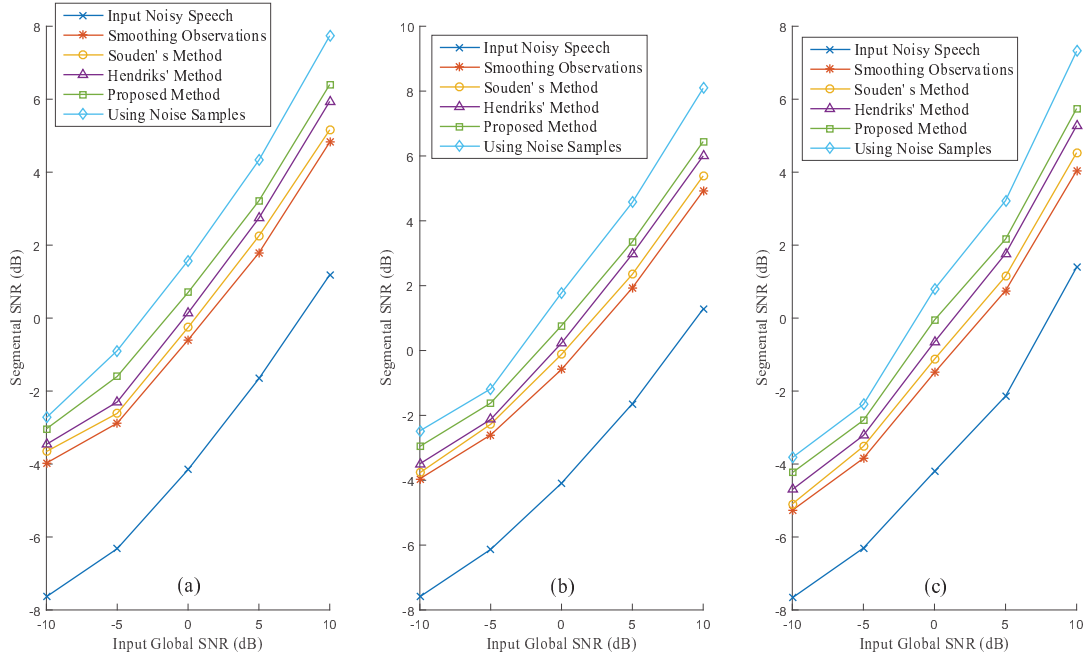 8
6
4
2
0
-2
-4
-6
-8
Segmental SNR (dB)
Input Noisy Speech
Smoothing Observations
Souden' s Method
Hendriks' Method
Proposed Method
Using Noise Samples
(a)
-10
-5
0
5
10
Input Global SNR (dB)
10
8
6
4
2
0
-2
-4
-6
-8
Segmental SNR (dB)
Input Noisy Speech
Smoothing Observations
Souden' s Method
Hendriks' Method
Proposed Method
Using Noise Samples
(b)
-10
-5
0
5
10
Input Global SNR (dB)
8
6
4
2
0
-2
-4
-6
-8
Segmental SNR (dB)
Input Noisy Speech
Smoothing Observations
Souden' s Method
Hendriks' Method
Proposed Method
Using Noise Samples
(c)
-10
-5
0
5
10
Input Global SNR (dB)